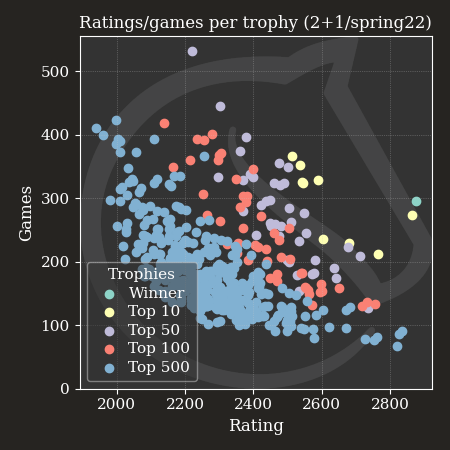 Ratings/games per trophy (2+1/spring22)
500
400
300
200
100
0
Games
Trophies
Winner
Top 10
Top 50
Top 100
Top 500
2000 2200 2400 2600 2800
Rating